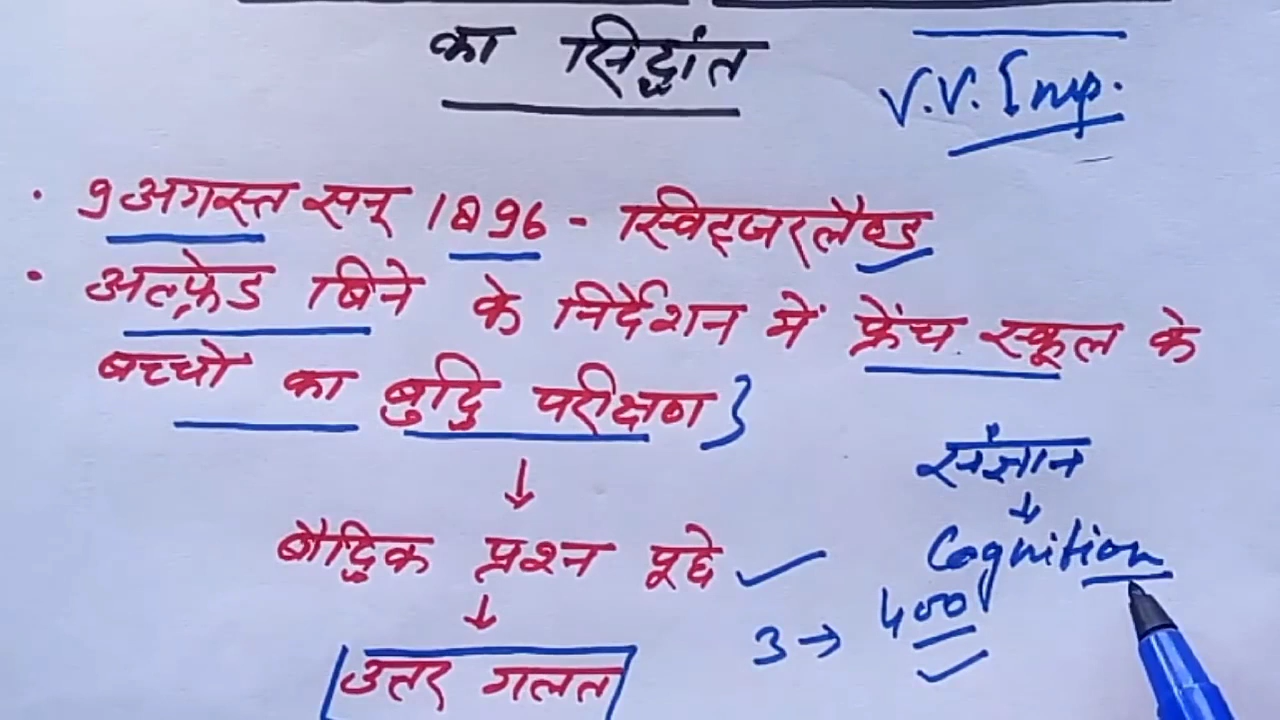 का सिद्धांत
V.V. Imp.
· 9 अगस्त सन् 1896 - स्विट्जरलैण्ड
· अल्फ्रेड बिने के निर्देशन में फ्रेंच स्कूल के
बच्चो का बुद्धि परीक्षण }
↓
संज्ञान
↓
Cognition
बौद्धिक प्रश्न पूछे ✓
↓
3 → 400 ✓
उत्तर गलत